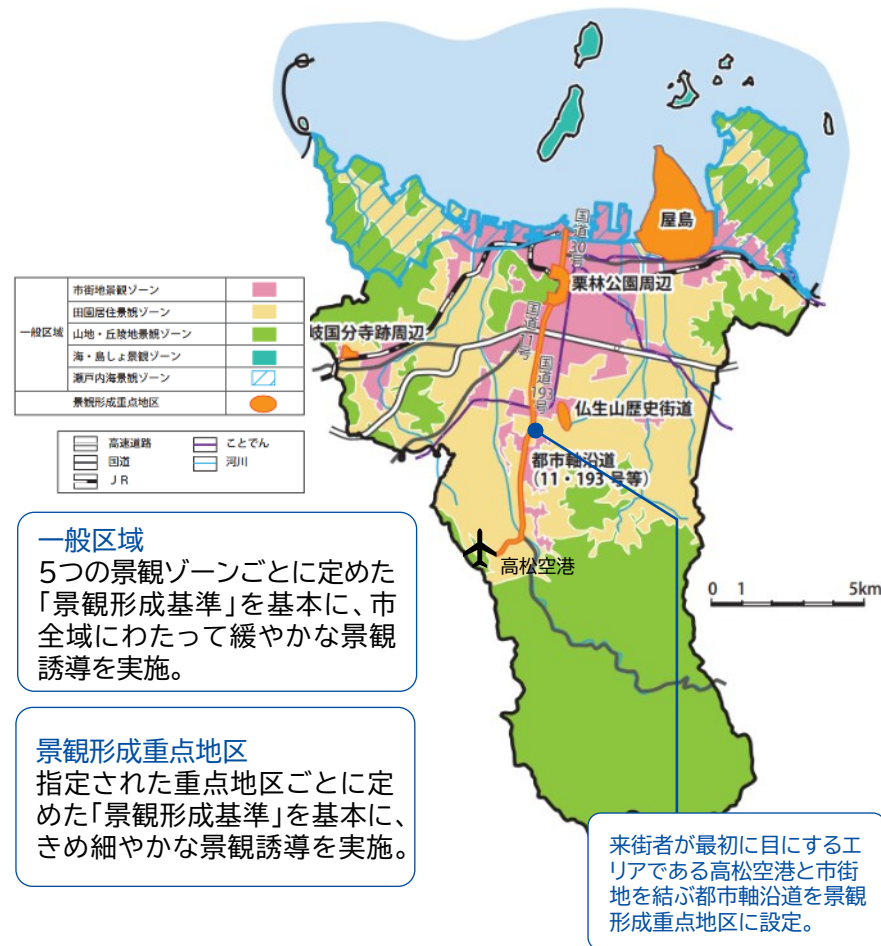 国道30号
屋島
栗林公園周辺
国道11号
岐国分寺跡周辺
国道193号
仏生山歴史街道
都市軸沿道
(11・193 号等)
高松空港
0 1 5km
一般区域
市街地景観ゾーン
田園居住景観ゾーン
山地・丘陵地景観ゾーン
海・島しょ景観ゾーン
瀬戸内海景観ゾーン
景観形成重点地区
高速道路 ことでん
国道 河川
JR
一般区域
5つの景観ゾーンごとに定めた
「景観形成基準」を基本に、市
全域にわたって緩やかな景観
誘導を実施。
景観形成重点地区
指定された重点地区ごとに定
めた「景観形成基準」を基本に、
きめ細やかな景観誘導を実施。
来街者が最初に目にするエ
リアである高松空港と市街
地を結ぶ都市軸沿道を景観
形成重点地区に設定。